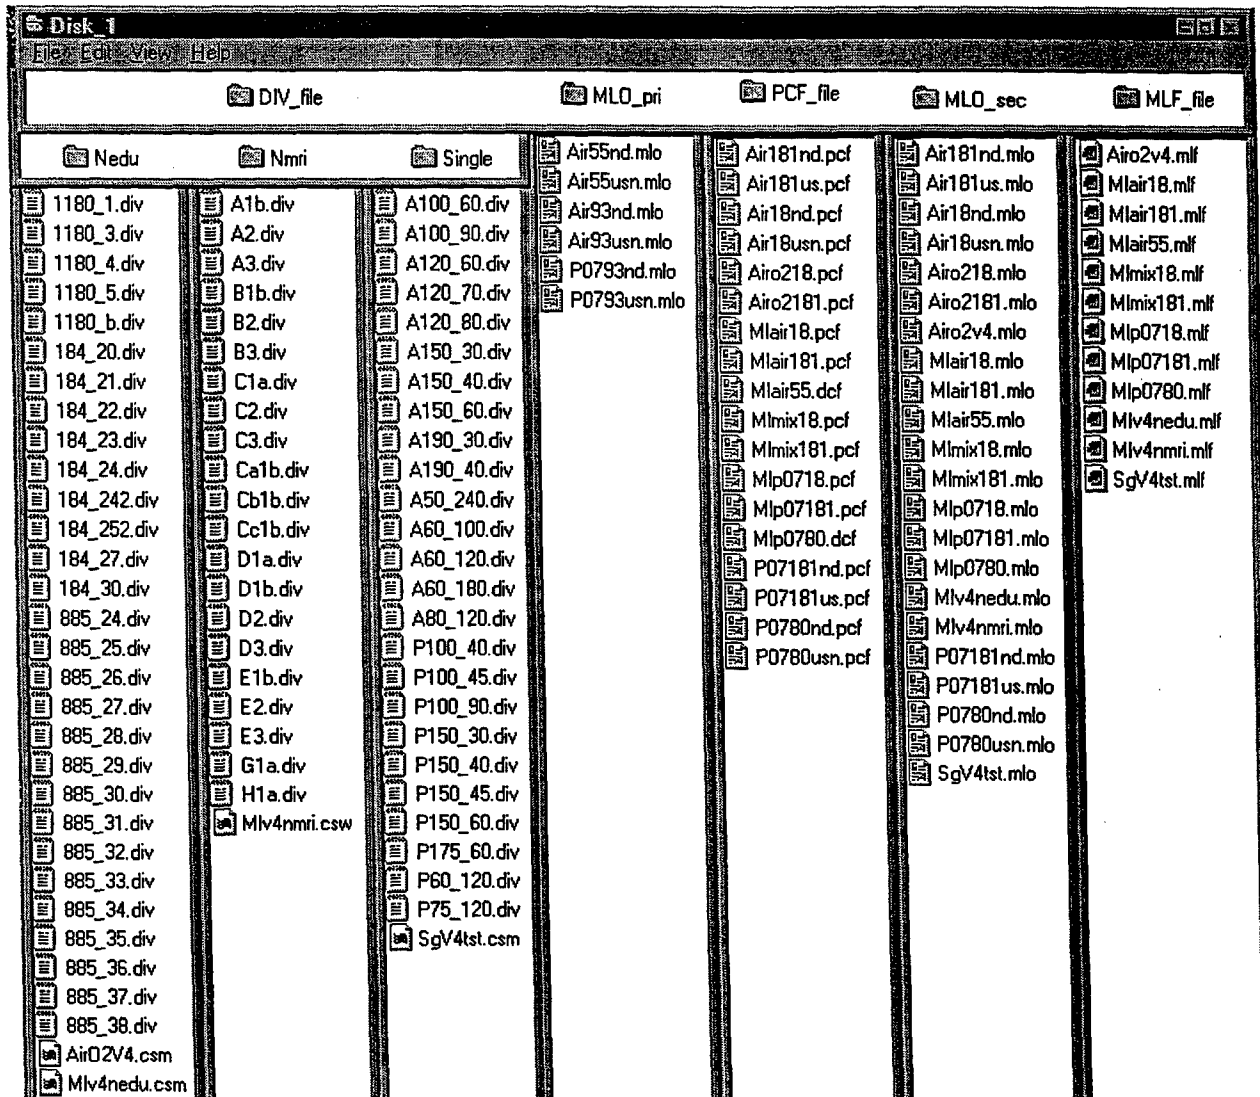 Disk_1
File Edit View Help
DIV_file
MLO_pri
PCF_file
MLO_sec
MLF_file
Nedu
Nmri
Single
1180_1.div
1180_3.div
1180_4.div
1180_5.div
1180_b.div
184_20.div
184_21.div
184_22.div
184_23.div
184_24.div
184_242.div
184_252.div
184_27.div
184_30.div
885_24.div
885_25.div
885_26.div
885_27.div
885_28.div
885_29.div
885_30.div
885_31.div
885_32.div
885_33.div
885_34.div
885_35.div
885_36.div
885_37.div
885_38.div
AirO2V4.csm
Mlv4nedu.csm
A1b.div
A2.div
A3.div
B1b.div
B2.div
B3.div
C1a.div
C2.div
C3.div
Ca1b.div
Cb1b.div
Cc1b.div
D1a.div
D1b.div
D2.div
D3.div
E1b.div
E2.div
E3.div
G1a.div
H1a.div
Mlv4nmri.csw
A100_60.div
A100_90.div
A120_60.div
A120_70.div
A120_80.div
A150_30.div
A150_40.div
A150_60.div
A190_30.div
A190_40.div
A50_240.div
A60_100.div
A60_120.div
A60_180.div
A80_120.div
P100_40.div
P100_45.div
P100_90.div
P150_30.div
P150_40.div
P150_45.div
P150_60.div
P175_60.div
P60_120.div
P75_120.div
SgV4tst.csm
Air55nd.mlo
Air55usn.mlo
Air93nd.mlo
Air93usn.mlo
P0793nd.mlo
P0793usn.mlo
Air181nd.pcf
Air181us.pcf
Air18nd.pcf
Air18usn.pcf
Airo218.pcf
Airo2181.pcf
Mlair18.pcf
Mlair181.pcf
Mlair55.dcf
Mlmix18.pcf
Mlmix181.pcf
Mlp0718.pcf
Mlp07181.pcf
Mlp0780.dcf
P07181nd.pcf
P07181us.pcf
P0780nd.pcf
P0780usn.pcf
Air181nd.mlo
Air181us.mlo
Air18nd.mlo
Air18usn.mlo
Airo218.mlo
Airo2181.mlo
Airo2v4.mlo
Mlair18.mlo
Mlair181.mlo
Mlair55.mlo
Mlmix18.mlo
Mlmix181.mlo
Mlp0718.mlo
Mlp07181.mlo
Mlp0780.mlo
Mlv4nedu.mlo
Mlv4nmri.mlo
P07181nd.mlo
P07181us.mlo
P0780nd.mlo
P0780usn.mlo
SgV4tst.mlo
Airo2v4.mlf
Mlair18.mlf
Mlair181.mlf
Mlair55.mlf
Mlmix18.mlf
Mlmix181.mlf
Mlp0718.mlf
Mlp07181.mlf
Mlp0780.mlf
Mlv4nedu.mlf
Mlv4nmri.mlf
SgV4tst.mlf